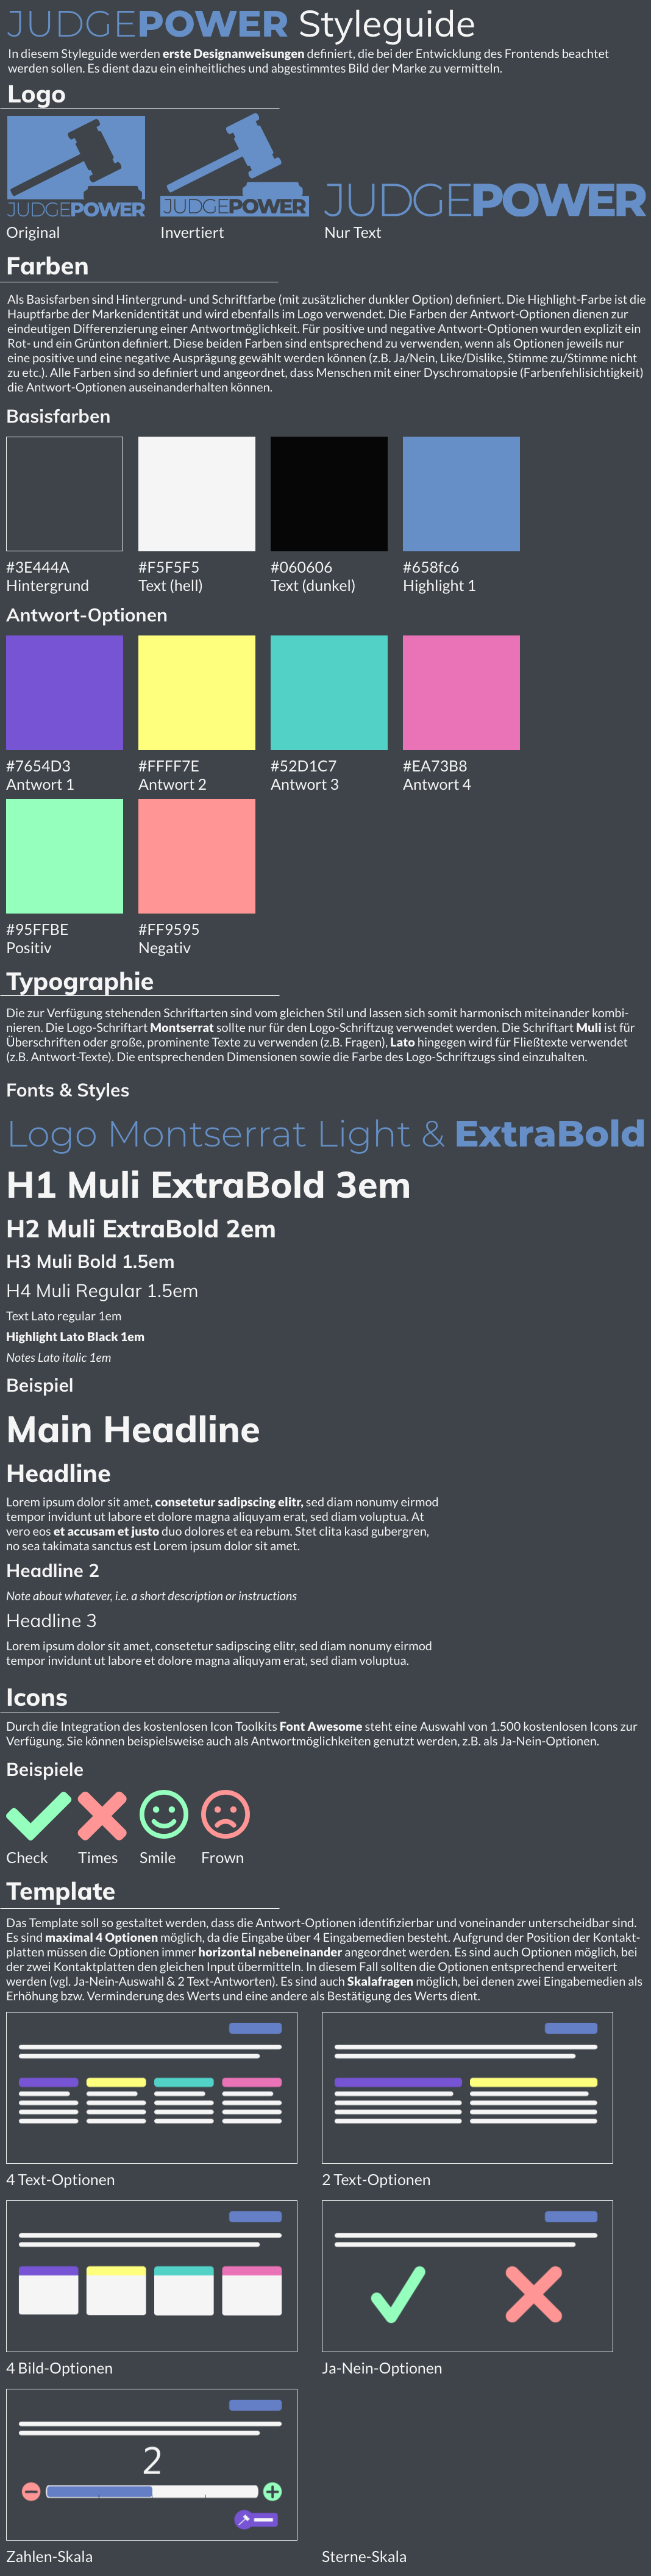 JUDGEPOWER Styleguide
In diesem Styleguide werden erste Designanweisungen definiert, die bei der Entwicklung des Frontends beachtet
werden sollen. Es dient dazu ein einheitliches und abgestimmtes Bild der Marke zu vermitteln.
Logo
JUDGEPOWER
JUDGEPOWER
JUDGEPOWER
Original
Invertiert
Nur Text
Farben
Als Basisfarben sind Hintergrund- und Schriftfarbe (mit zusätzlicher dunkler Option) definiert. Die Highlight-Farbe ist die
Hauptfarbe der Markenidentität und wird ebenfalls im Logo verwendet. Die Farben der Antwort-Optionen dienen zur
eindeutigen Differenzierung einer Antwortmöglichkeit. Für positive und negative Antwort-Optionen wurden explizit ein
Rot- und ein Grünton definiert. Diese beiden Farben sind entsprechend zu verwenden, wenn als Optionen jeweils nur
eine positive und eine negative Ausprägung gewählt werden können (z.B. Ja/Nein, Like/Dislike, Stimme zu/Stimme nicht
zu etc.). Alle Farben sind so definiert und angeordnet, dass Menschen mit einer Dyschromatopsie (Farbenfehlisichtigkeit)
die Antwort-Optionen auseinanderhalten können.
Basisfarben
#3E444A
Hintergrund
#F5F5F5
Text (hell)
#060606
Text (dunkel)
#658fc6
Highlight 1
Antwort-Optionen
#7654D3
Antwort 1
#FFFF7E
Antwort 2
#52D1C7
Antwort 3
#EA73B8
Antwort 4
#95FFBE
Positiv
#FF9595
Negativ
Typographie
Die zur Verfügung stehenden Schriftarten sind vom gleichen Stil und lassen sich somit harmonisch miteinander kombi-
nieren. Die Logo-Schriftart Montserrat sollte nur für den Logo-Schriftzug verwendet werden. Die Schriftart Muli ist für
Überschriften oder große, prominente Texte zu verwenden (z.B. Fragen), Lato hingegen wird für Fließtexte verwendet
(z.B. Antwort-Texte). Die entsprechenden Dimensionen sowie die Farbe des Logo-Schriftzugs sind einzuhalten.
Fonts & Styles
Logo Montserrat Light & ExtraBold
H1 Muli ExtraBold 3em
H2 Muli ExtraBold 2em
H3 Muli Bold 1.5em
H4 Muli Regular 1.5em
Text Lato regular 1em
Highlight Lato Black 1em
Notes Lato italic 1em
Beispiel
Main Headline
Headline
Lorem ipsum dolor sit amet, consetetur sadipscing elitr, sed diam nonumy eirmod
tempor invidunt ut labore et dolore magna aliquyam erat, sed diam voluptua. At
vero eos et accusam et justo duo dolores et ea rebum. Stet clita kasd gubergren,
no sea takimata sanctus est Lorem ipsum dolor sit amet.
Headline 2
Note about whatever, i.e. a short description or instructions
Headline 3
Lorem ipsum dolor sit amet, consetetur sadipscing elitr, sed diam nonumy eirmod
tempor invidunt ut labore et dolore magna aliquyam erat, sed diam voluptua.
Icons
Durch die Integration des kostenlosen Icon Toolkits Font Awesome steht eine Auswahl von 1.500 kostenlosen Icons zur
Verfügung. Sie können beispielsweise auch als Antwortmöglichkeiten genutzt werden, z.B. als Ja-Nein-Optionen.
Beispiele
Check
Times
Smile
Frown
Template
Das Template soll so gestaltet werden, dass die Antwort-Optionen identifizierbar und voneinander unterscheidbar sind.
Es sind maximal 4 Optionen möglich, da die Eingabe über 4 Eingabemedien besteht. Aufgrund der Position der Kontakt-
platten müssen die Optionen immer horizontal nebeneinander angeordnet werden. Es sind auch Optionen möglich, bei
der zwei Kontaktplatten den gleichen Input übermitteln. In diesem Fall sollten die Optionen entsprechend erweitert
werden (vgl. Ja-Nein-Auswahl & 2 Text-Antworten). Es sind auch Skalafragen möglich, bei denen zwei Eingabemedien als
Erhöhung bzw. Verminderung des Werts und eine andere als Bestätigung des Werts dient.
4 Text-Optionen
2 Text-Optionen
4 Bild-Optionen
Ja-Nein-Optionen
2
Zahlen-Skala
Sterne-Skala